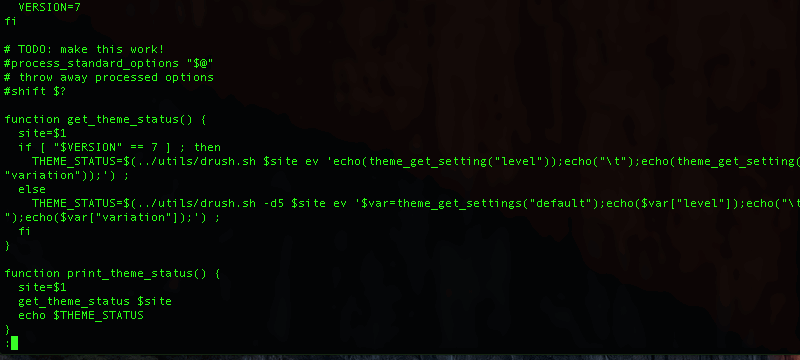 VERSION=7
fi

# TODO: make this work!
#process_standard_options "$@"
# throw away processed options
#shift $?

function get_theme_status() {
  site=$1
  if [ "$VERSION" == 7 ] ; then
    THEME_STATUS=$(../utils/drush.sh $site ev 'echo(theme_get_setting("level"));echo("\t");echo(theme_get_setting(
"variation"));') ;
  else
    THEME_STATUS=$(../utils/drush.sh -d5 $site ev '$var=theme_get_settings("default");echo($var["level"]);echo("\t
");echo($var["variation"]);') ;
  fi
}

function print_theme_status() {
  site=$1
  get_theme_status $site
  echo $THEME_STATUS
}
: